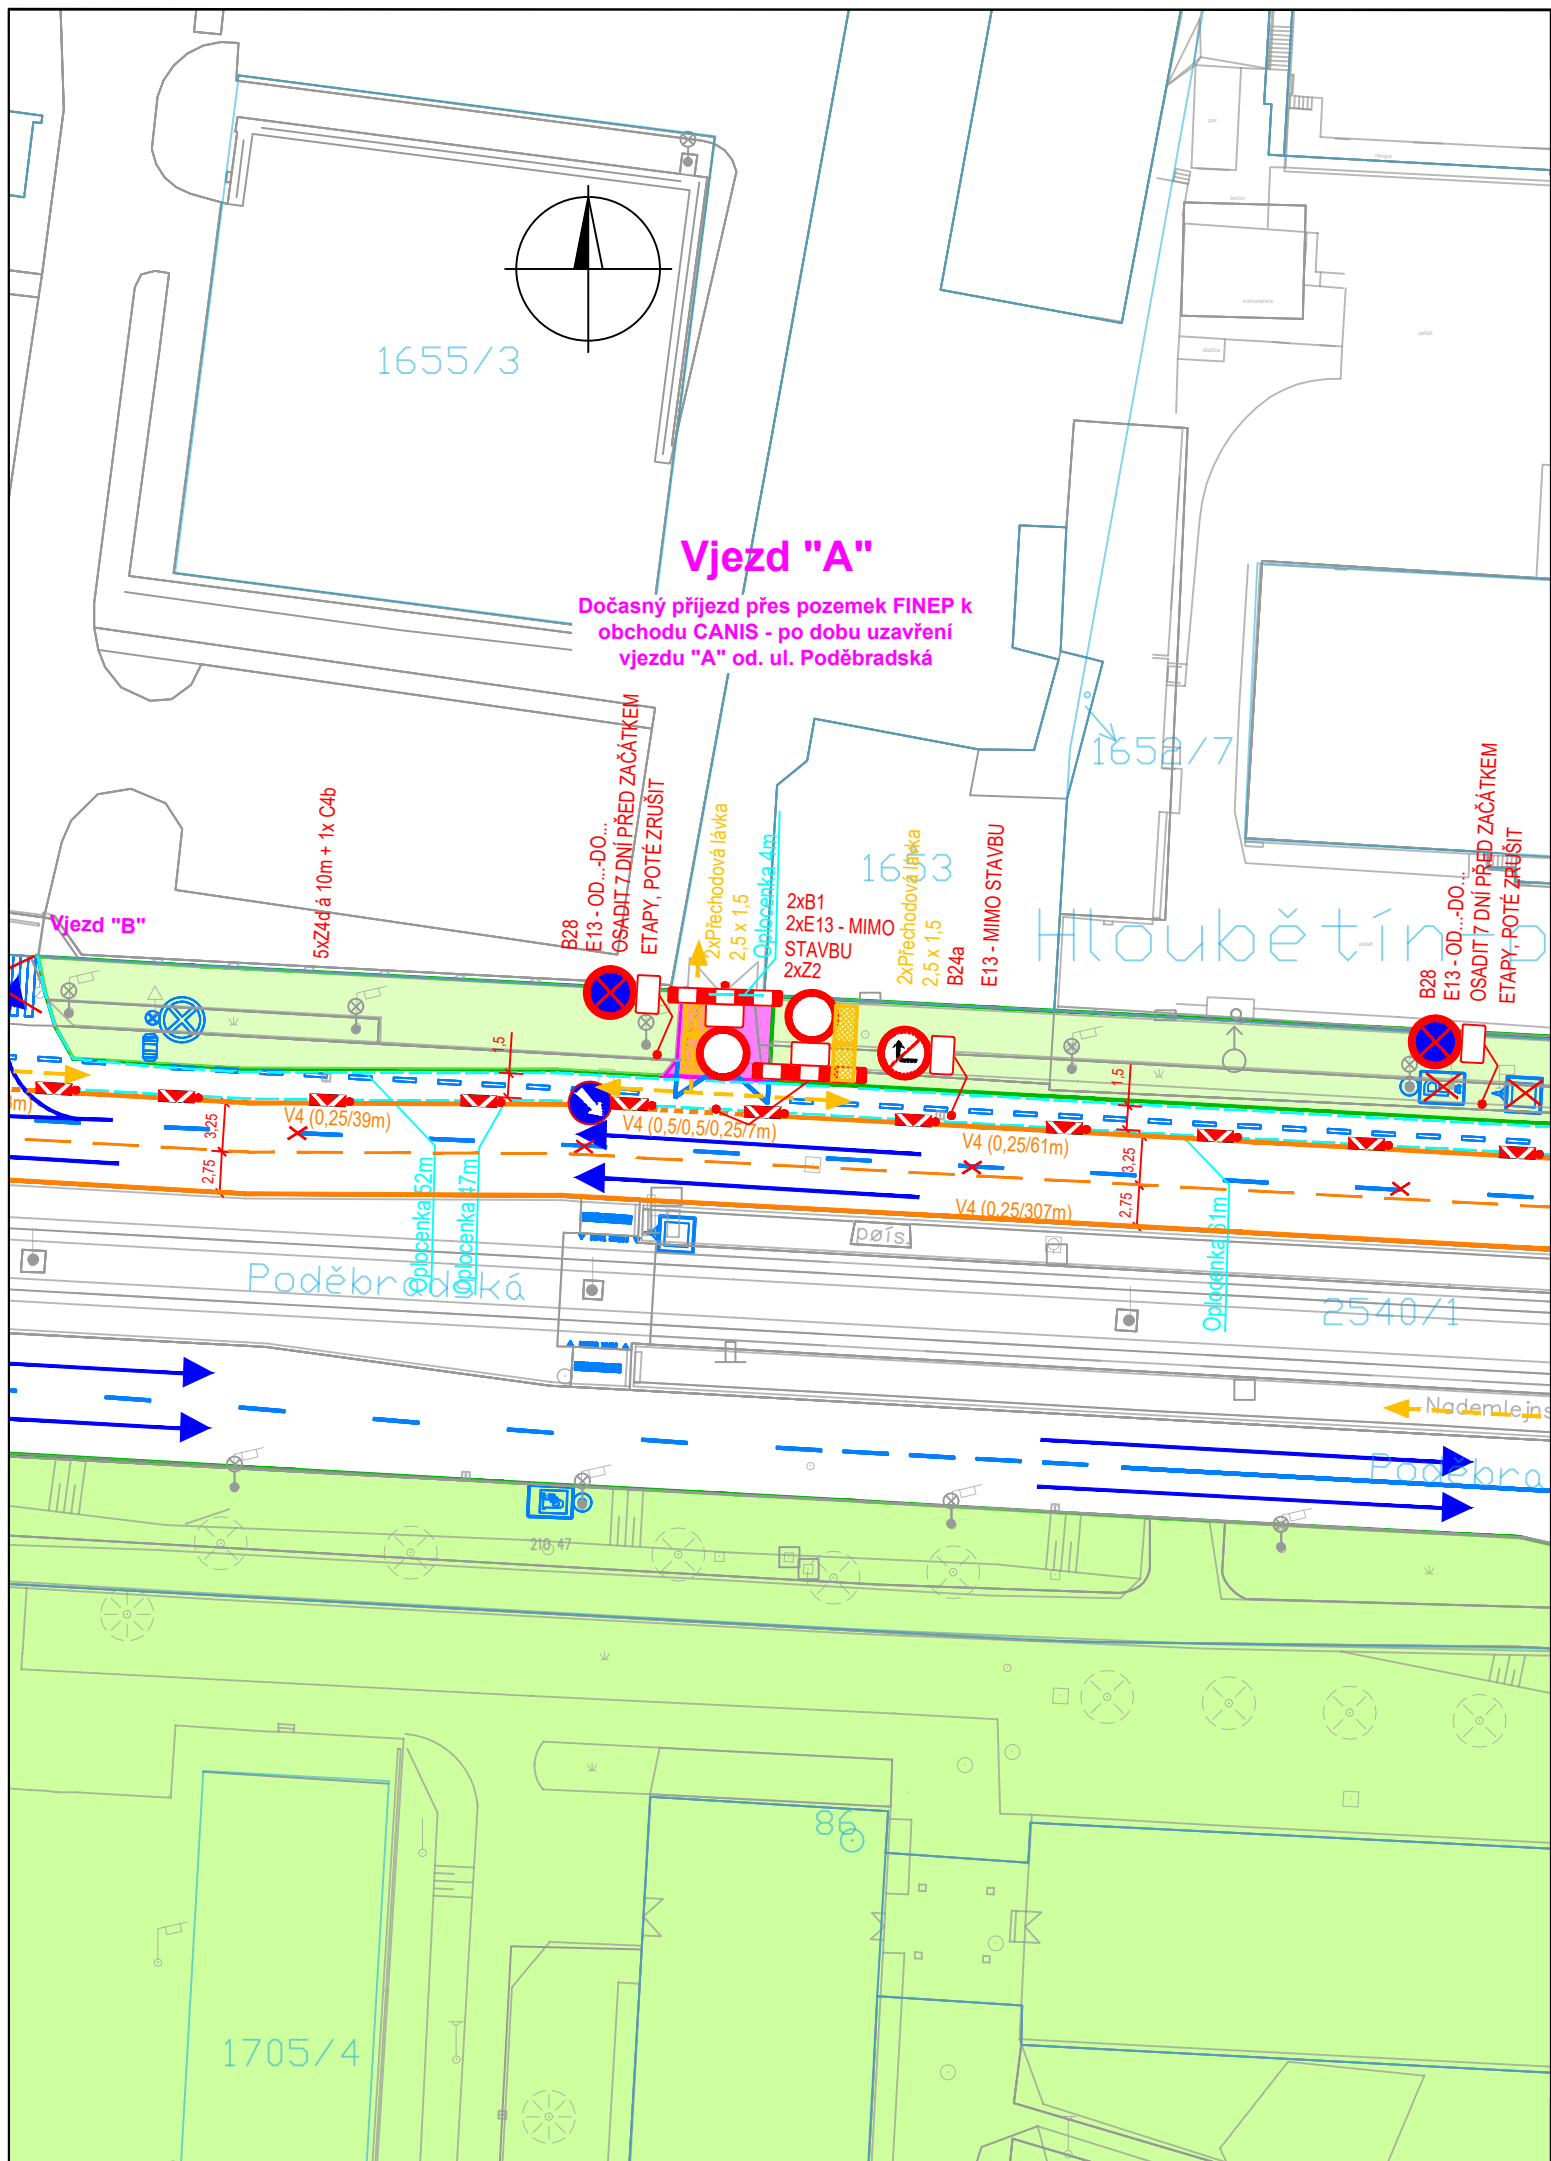 1655/3
Vjezd "A"
Dočasný příjezd přes pozemek FINEP k
obchodu CANIS - po dobu uzavření
vjezdu "A" od. ul. Poděbradská
1652/7
1653
Hloubětín
Vjezd "B"
5xZ4d á 10m + 1x C4b
B28
E13 - OD...-DO...
OSADIT 7 DNÍ PŘED ZAČÁTKEM
ETAPY, POTÉ ZRUŠIT
2xPřechodová lávka
2,5 x 1,5
Oplocenka 4m
2xB1
2xE13 - MIMO
STAVBU
2xZ2
2xPřechodová lávka
2,5 x 1,5
B24a
E13 - MIMO STAVBU
B28
E13 - OD...-DO...
OSADIT 7 DNÍ PŘED ZAČÁTKEM
ETAPY, POTÉ ZRUŠIT
1,5
1,5
3,25
2,75
3,25
2,75
V4 (0,25/39m)
V4 (0,5/0,5/0,25/7m)
V4 (0,25/61m)
V4 (0,25/307m)
Oplocenka 52m
Oplocenka 47m
Oplocenka 61m
pøís.
Poděbradská
2540/1
Nademlejns
Poděbra
210.47
86
1705/4